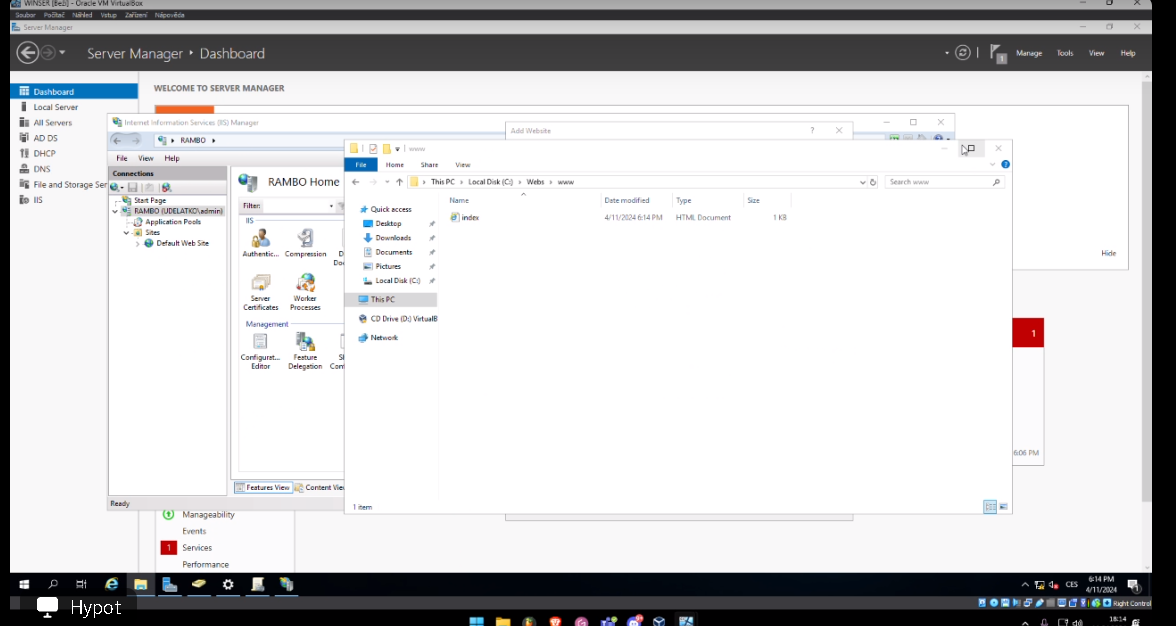 WINSER [Beží] - Oracle VM VirtualBox
Soubor Počítač Náhled Vstup Zařízení Nápověda
Server Manager
Server Manager • Dashboard
1
Manage Tools View Help
Dashboard
Local Server
All Servers
AD DS
DHCP
DNS
File and Storage Ser
IIS
WELCOME TO SERVER MANAGER
Internet Information Services (IIS) Manager
RAMBO
File View Help
Connections
Start Page
RAMBO (UDELATKO\admin)
Application Pools
Sites
Default Web Site
RAMBO Home
Filter:
IIS
Authentic... Compression
Server Certificates
Worker Processes
Management
Configurat... Editor
Feature Delegation
Features View Content Vie
Ready
Add Website
?
www
File Home Share View
This PC Local Disk (C:) Webs www
Search www
Quick access
Desktop
Downloads
Documents
Pictures
Local Disk (C:)
This PC
CD Drive (D:) VirtualB
Network
Name Date modified Type Size
index 4/11/2024 6:14 PM HTML Document 1 KB
1 item
Hide
1
6:06 PM
Manageability
Events
1 Services
Performance
CES
6:14 PM
4/11/2024
Right Control
Hypot
18:14